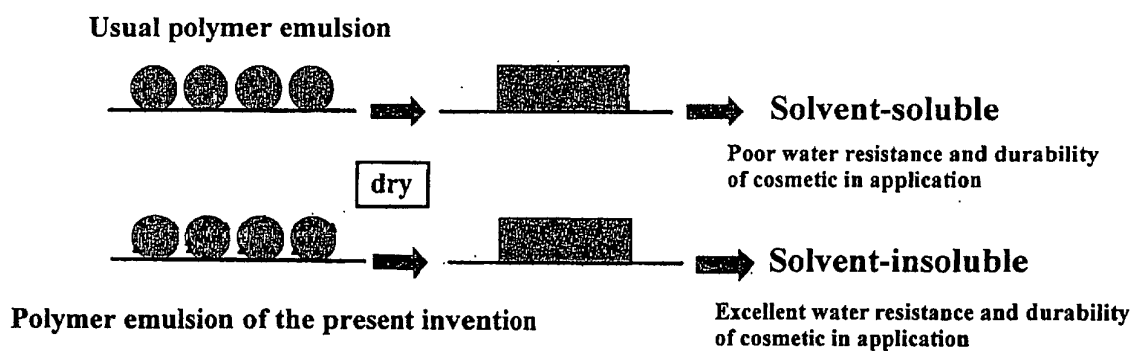 Usual polymer emulsion
Solvent-soluble
Poor water resistance and durability
of cosmetic in application
dry
Solvent-insoluble
Polymer emulsion of the present invention
Excellent water resistance and durability
of cosmetic in application